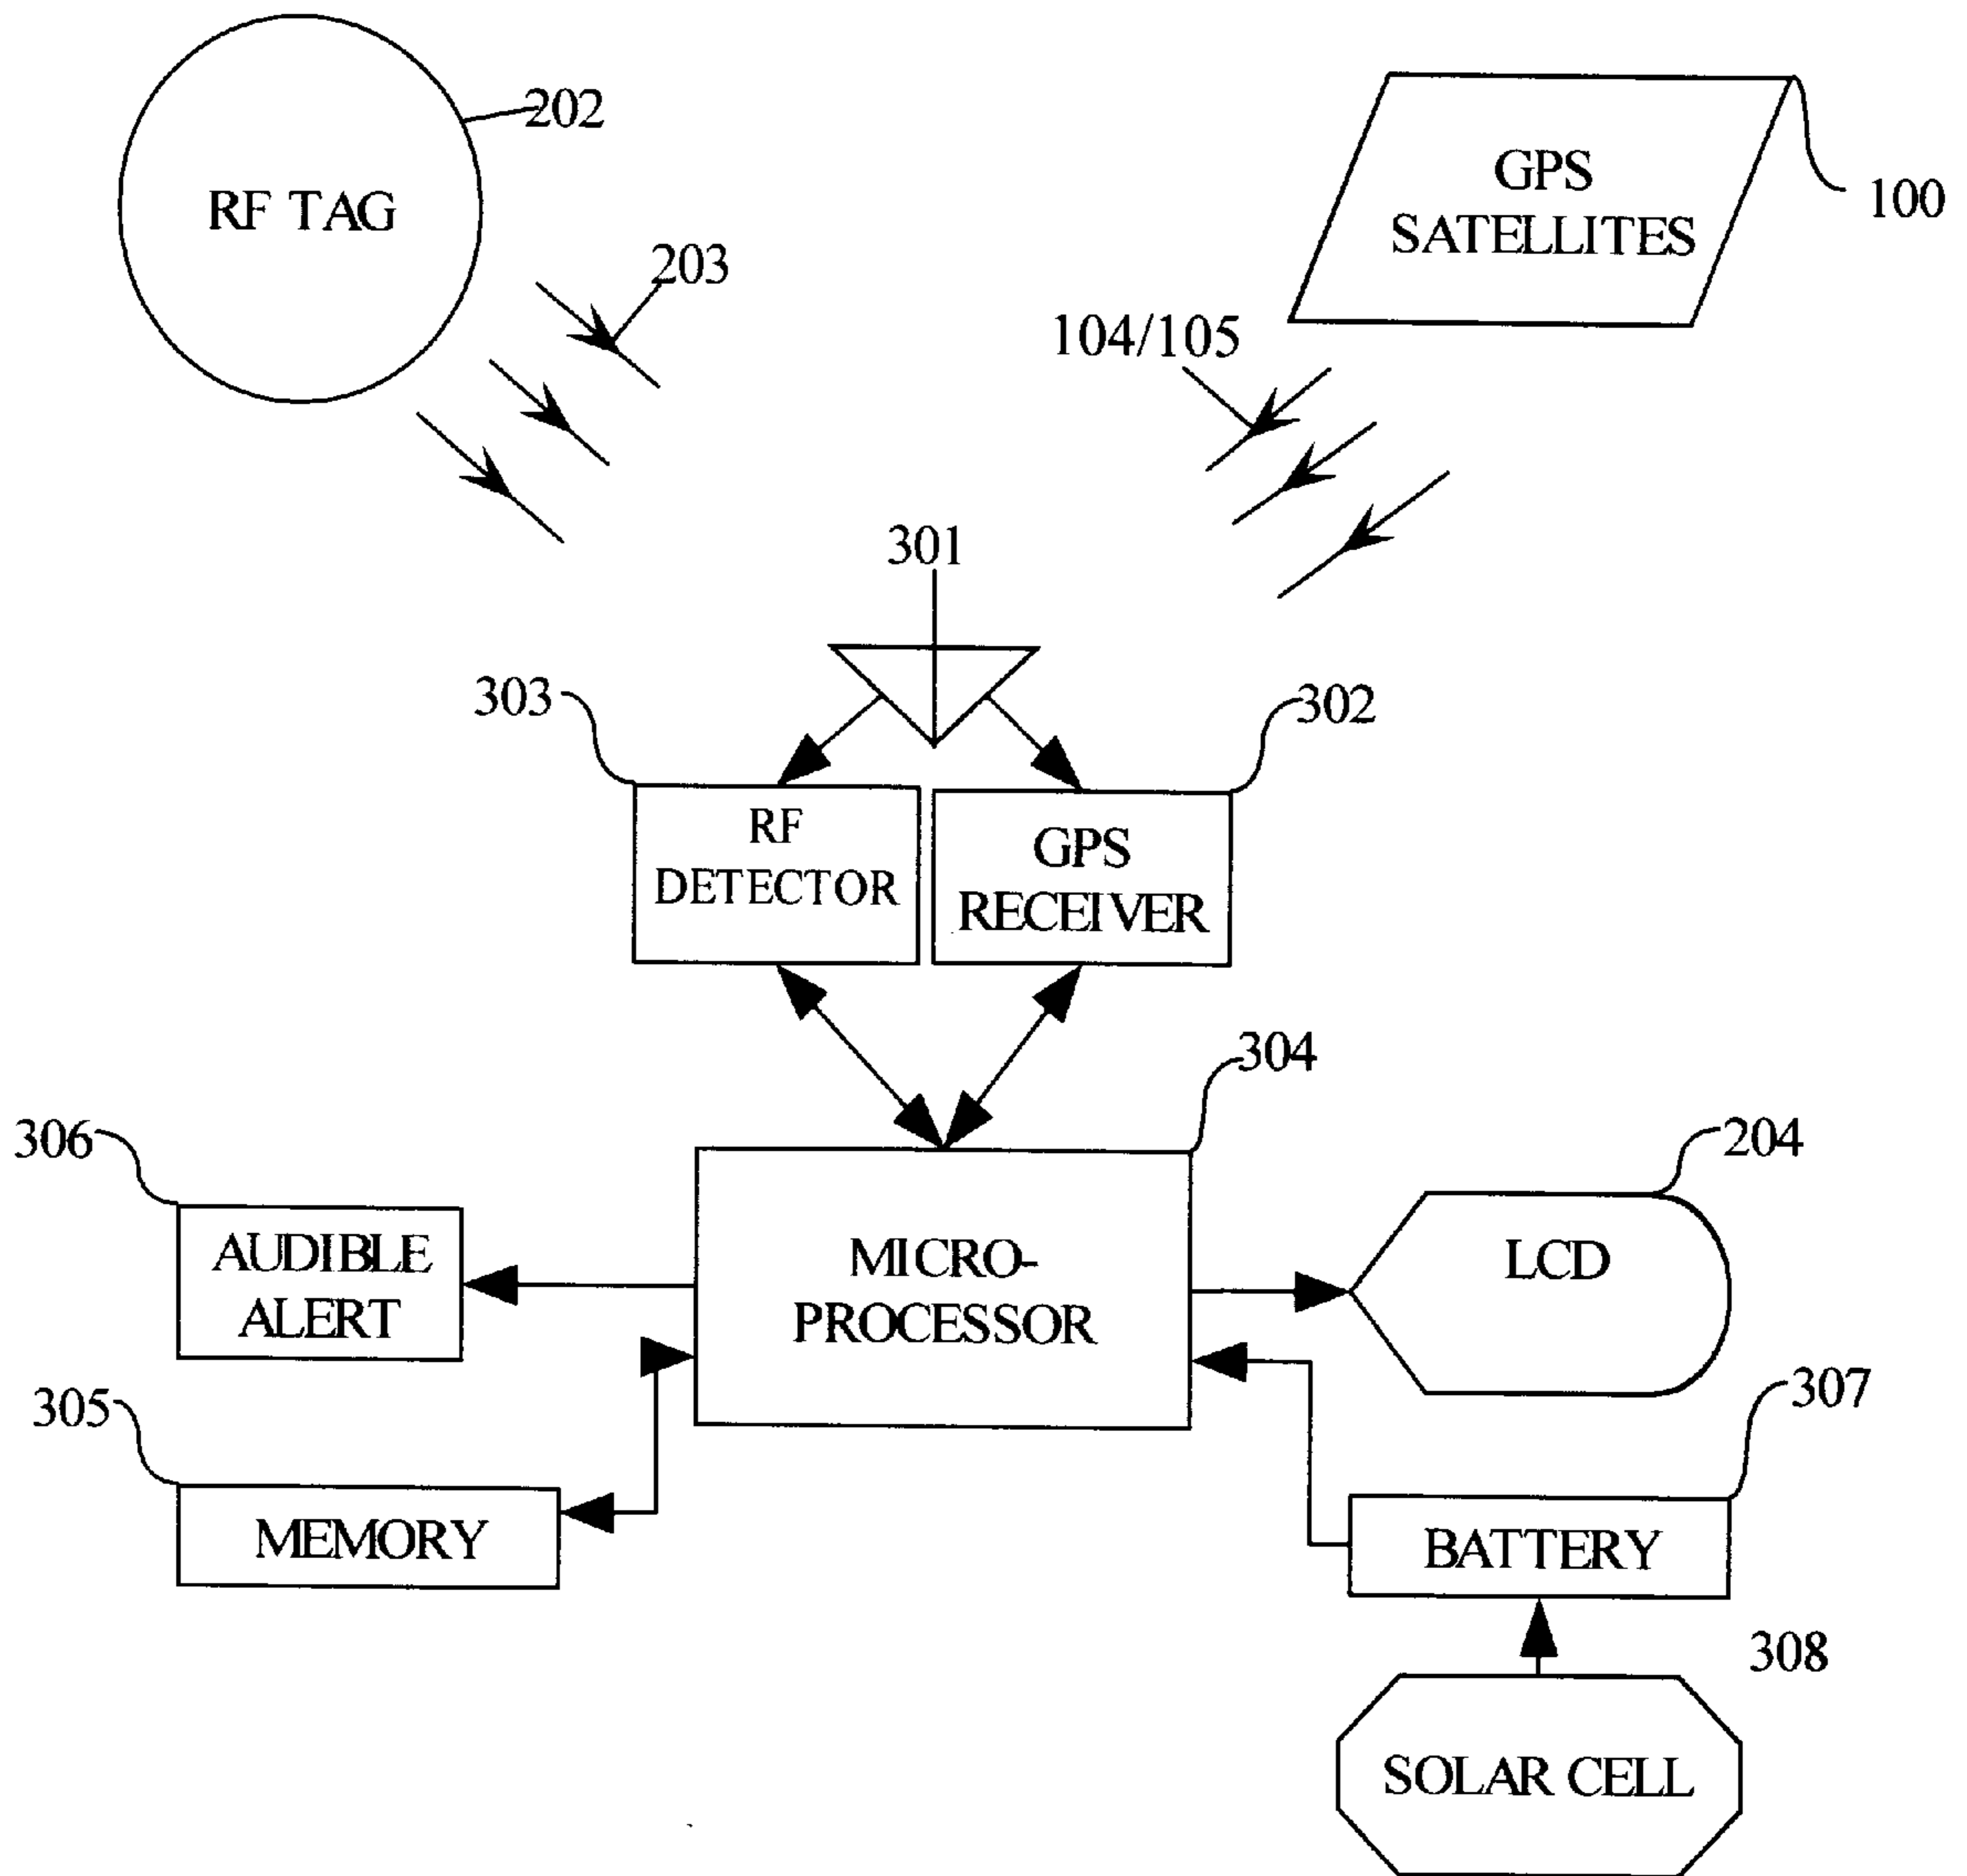 202
RF TAG
GPS
SATELLITES
100
203
104/105
301
303
302
RF
DETECTOR
GPS
RECEIVER
304
306
204
AUDIBLE
ALERT
MICRO-
PROCESSOR
LCD
305
307
MEMORY
BATTERY
308
SOLAR CELL